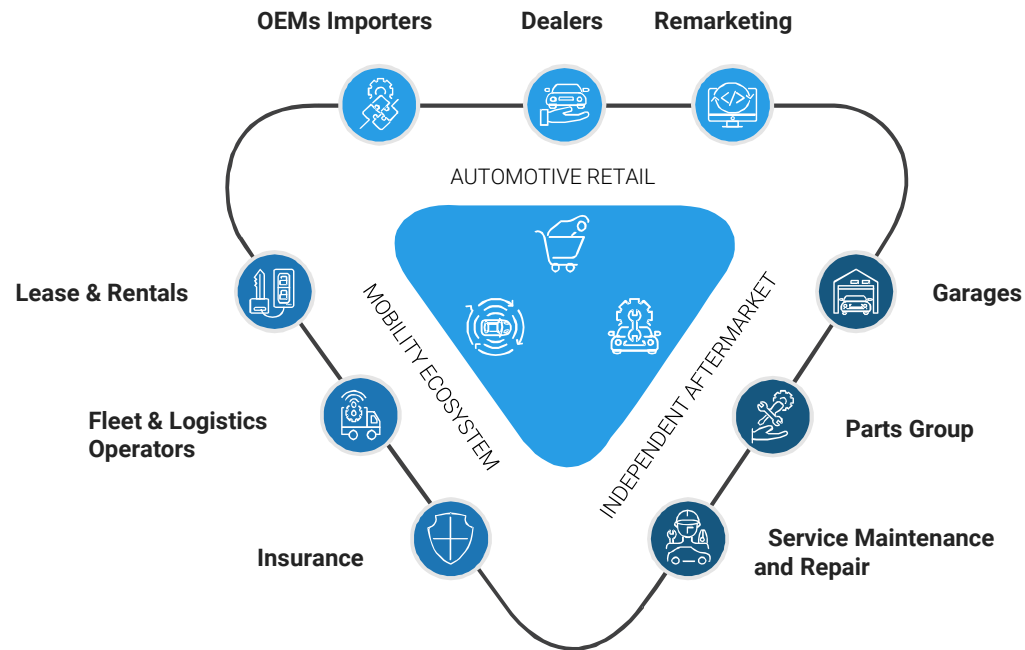 OEMs Importers
Dealers
Remarketing
AUTOMOTIVE RETAIL
Lease & Rentals
MOBILITY ECOSYSTEM
INDEPENDENT AFTERMARKET
Garages
Fleet & Logistics
Operators
Parts Group
Insurance
Service Maintenance
and Repair